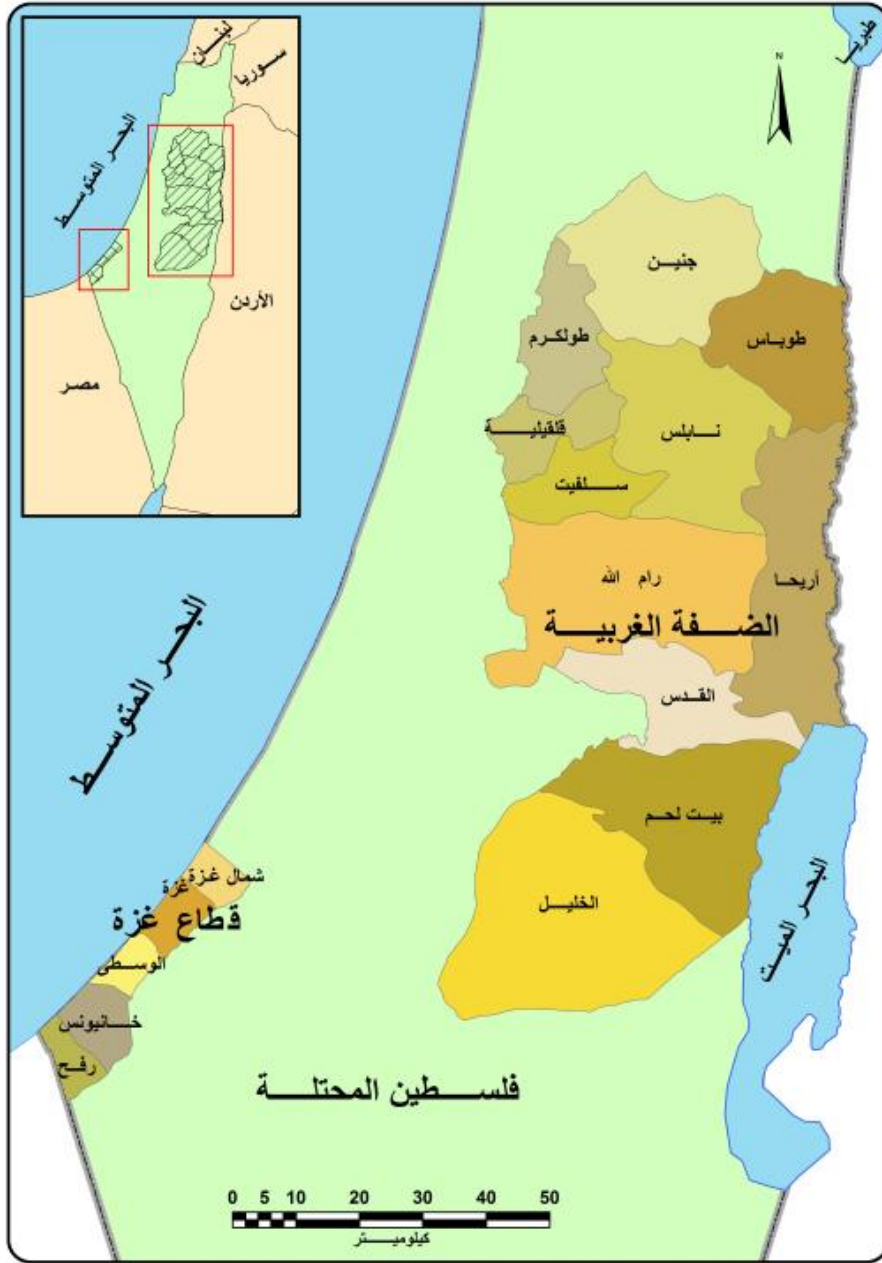 لبنان
سوريا
البحر المتوسط
الأردن
مصر
طبريا
N
جنين
طوباس
طولكرم
نابلس
قلقيلية
سلفيت
أريحا
رام الله
الضفة الغربية
القدس
البحر المتوسط
بيت لحم
الخليل
البحر الميت
شمال غزة
غزة
قطاع غزة
الوسطى
خانيونس
رفح
فلسطين المحتلة
0 5 10 20 30 40 50
كيلوميتر